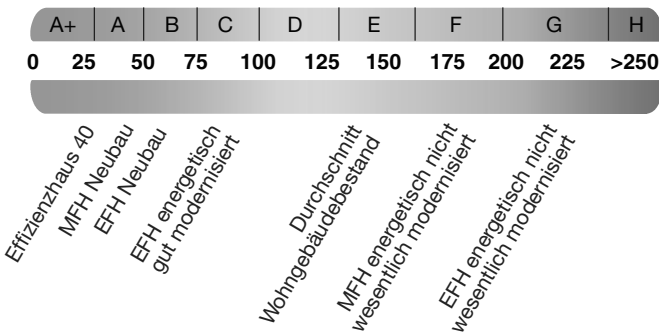 A+ A B C D E F G H
0 25 50 75 100 125 150 175 200 225 >250
Effizienzhaus 40
MFH Neubau
EFH Neubau
EFH energetisch
gut modernisiert
Durchschnitt
Wohngebäudebestand
MFH energetisch nicht
wesentlich modernisiert
EFH energetisch nicht
wesentlich modernisiert